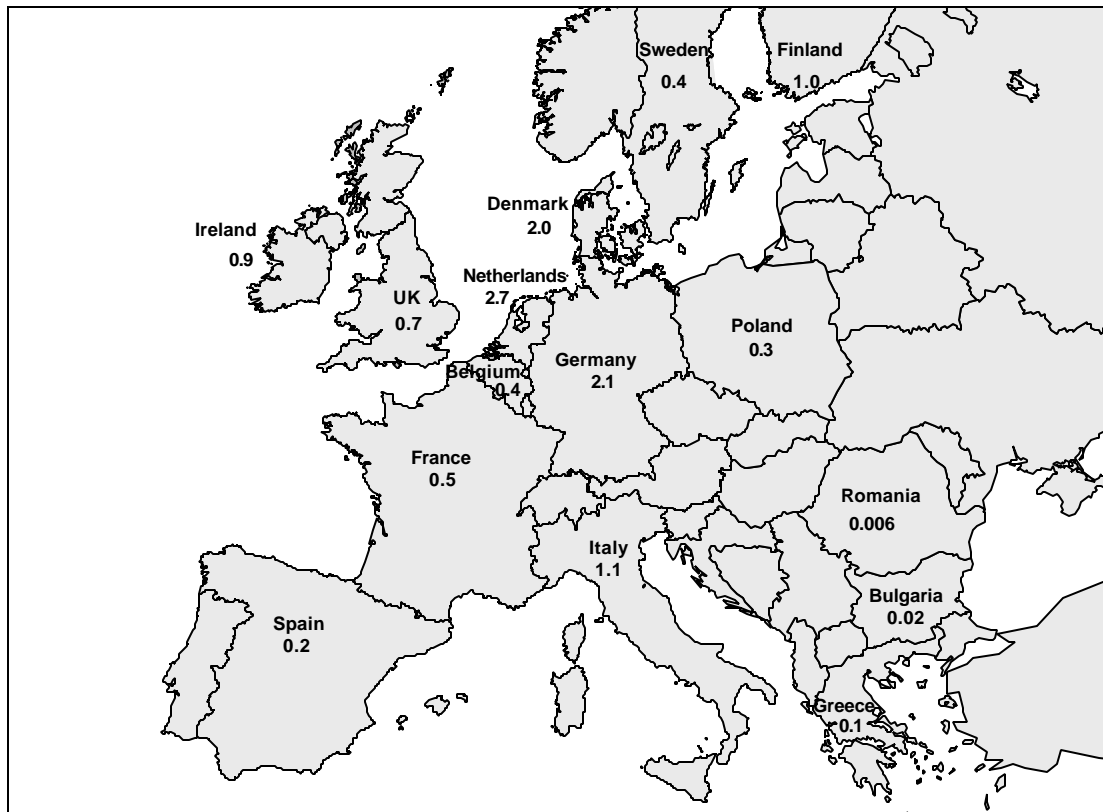 Sweden
0.4
Finland
1.0
Denmark
2.0
Ireland
0.9
Netherlands
2.7
UK
0.7
Poland
0.3
Germany
2.1
Belgium
0.4
France
0.5
Romania
0.006
Italy
1.1
Bulgaria
0.02
Spain
0.2
Greece
0.1